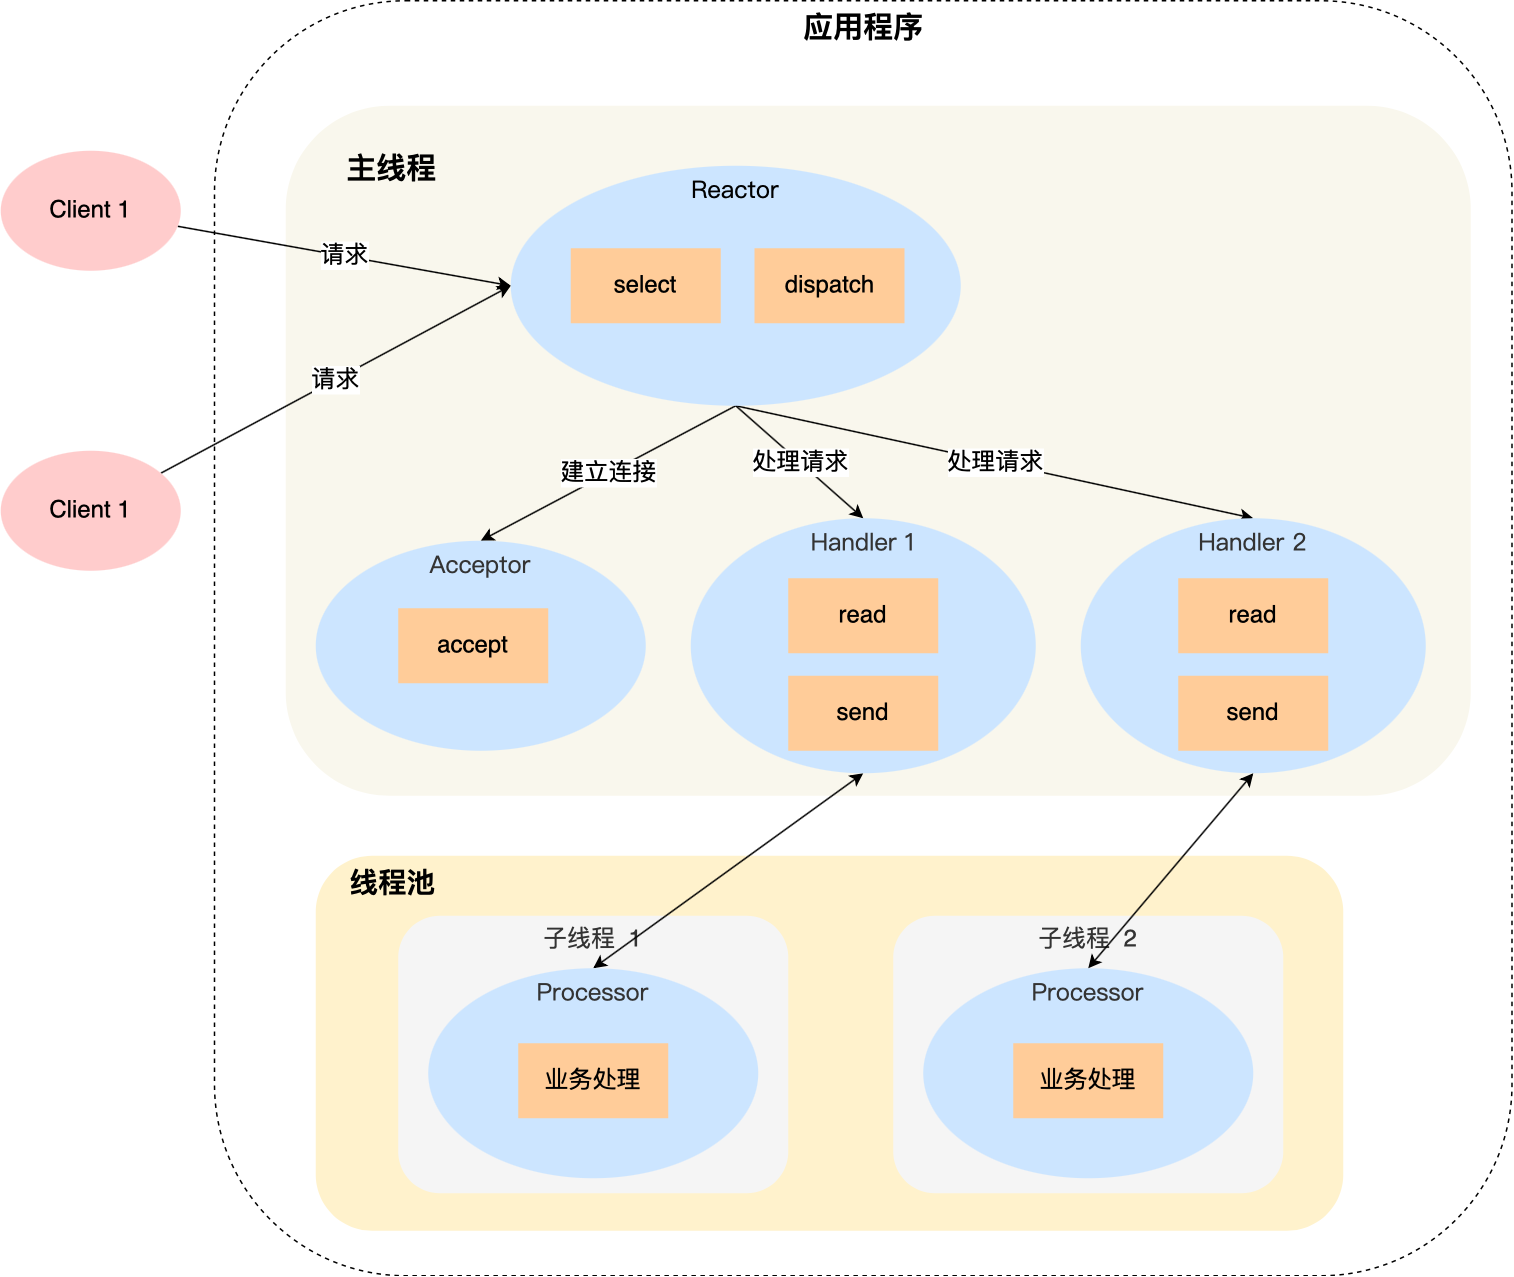 应用程序
主线程
Client 1
Reactor
请求
select
dispatch
请求
建立连接
处理请求
处理请求
Client 1
Acceptor
accept
Handler 1
read
send
Handler 2
read
send
线程池
子线程 1
Processor
业务处理
子线程 2
Processor
业务处理